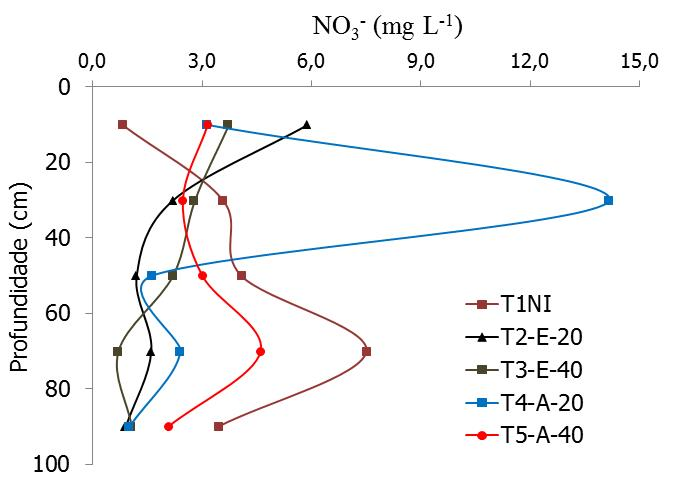 NO₃⁻ (mg L⁻¹)
0,0 3,0 6,0 9,0 12,0 15,0
0
20
40
60
80
100
Profundidade (cm)
T1NI
T2-E-20
T3-E-40
T4-A-20
T5-A-40